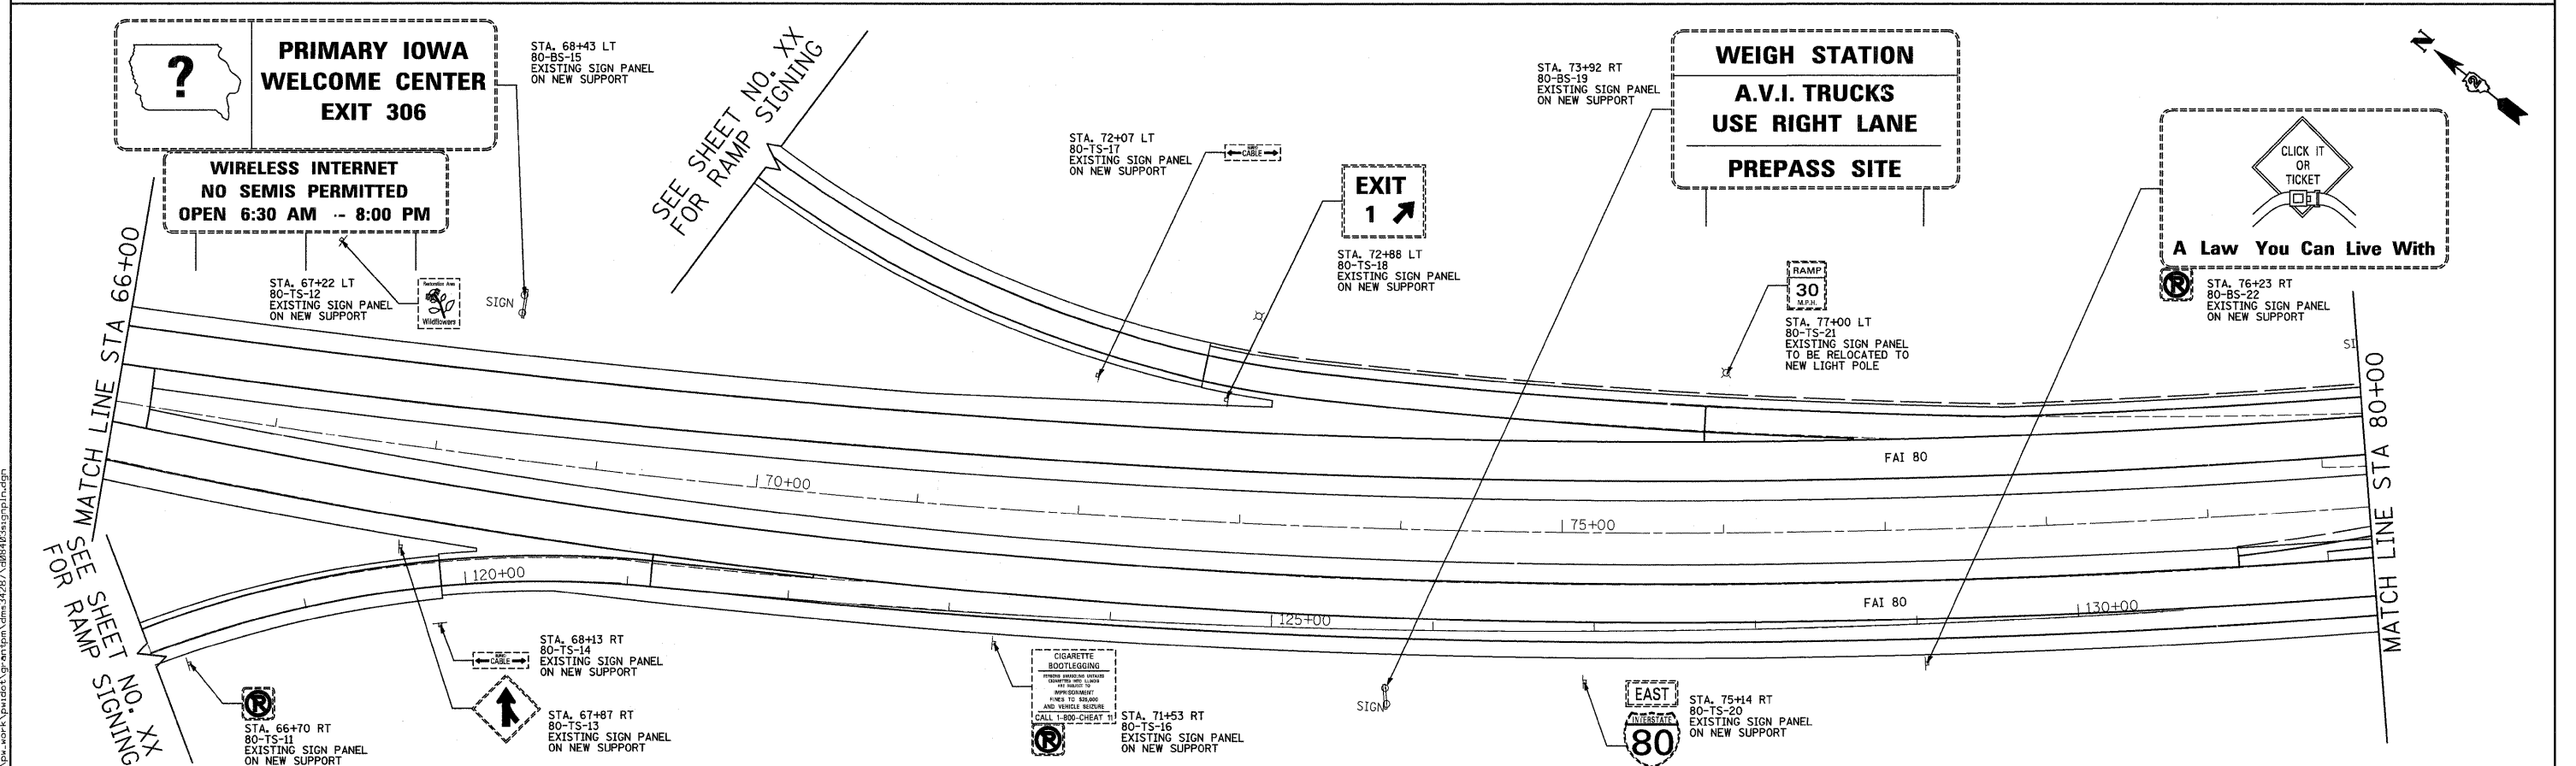 PRIMARY IOWA
WELCOME CENTER
EXIT 306
?
WIRELESS INTERNET
NO SEMIS PERMITTED
OPEN 6:30 AM -- 8:00 PM
STA. 68+43 LT
80-BS-15
EXISTING SIGN PANEL
ON NEW SUPPORT
STA. 67+22 LT
80-TS-12
EXISTING SIGN PANEL
ON NEW SUPPORT
Wildflowers
SIGN
MATCH LINE STA 66+00
SEE SHEET NO. XX
FOR RAMP SIGNING
STA. 72+07 LT
80-TS-17
EXISTING SIGN PANEL
ON NEW SUPPORT
CABLE
EXIT
1
STA. 72+88 LT
80-TS-18
EXISTING SIGN PANEL
ON NEW SUPPORT
STA. 73+92 RT
80-BS-19
EXISTING SIGN PANEL
ON NEW SUPPORT
WEIGH STATION
A.V.I. TRUCKS
USE RIGHT LANE
PREPASS SITE
RAMP
30
M.P.H.
STA. 77+00 LT
80-TS-21
EXISTING SIGN PANEL
TO BE RELOCATED TO
NEW LIGHT POLE
N
CLICK IT
OR
TICKET
A Law You Can Live With
R
STA. 76+23 RT
80-BS-22
EXISTING SIGN PANEL
ON NEW SUPPORT
SI
MATCH LINE STA 80+00
FAI 80
70+00
75+00
FAI 80
120+00
125+00
130+00
SEE SHEET NO. XX
FOR RAMP SIGNING
R
STA. 66+70 RT
80-TS-11
EXISTING SIGN PANEL
ON NEW SUPPORT
CABLE
STA. 68+13 RT
80-TS-14
EXISTING SIGN PANEL
ON NEW SUPPORT
STA. 67+87 RT
80-TS-13
EXISTING SIGN PANEL
ON NEW SUPPORT
CIGARETTE
BOOTLEGGING
IMPRISONMENT
AND VEHICLE SEIZURE
CALL 1-800-CHEAT
R
STA. 71+53 RT
80-TS-16
EXISTING SIGN PANEL
ON NEW SUPPORT
SIGN
EAST
INTERSTATE
80
STA. 75+14 RT
80-TS-20
EXISTING SIGN PANEL
ON NEW SUPPORT